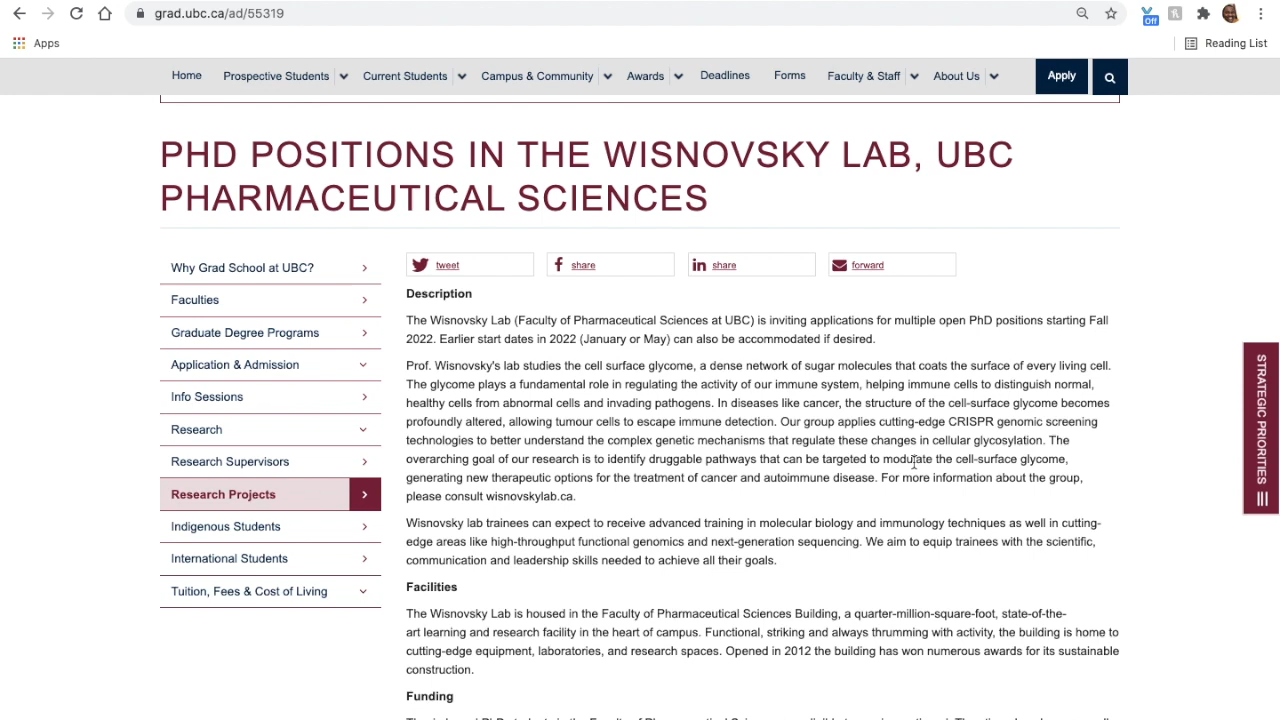 grad.ubc.ca/ad/55319
Off
Apps
Reading List
Home
Prospective Students
Current Students
Campus & Community
Awards
Deadlines
Forms
Faculty & Staff
About Us
Apply
PHD POSITIONS IN THE WISNOVSKY LAB, UBC
PHARMACEUTICAL SCIENCES
Why Grad School at UBC?
Faculties
Graduate Degree Programs
Application & Admission
Info Sessions
Research
Research Supervisors
Research Projects
Indigenous Students
International Students
Tuition, Fees & Cost of Living
tweet
share
share
forward
Description
The Wisnovsky Lab (Faculty of Pharmaceutical Sciences at UBC) is inviting applications for multiple open PhD positions starting Fall
2022. Earlier start dates in 2022 (January or May) can also be accommodated if desired.
Prof. Wisnovsky's lab studies the cell surface glycome, a dense network of sugar molecules that coats the surface of every living cell.
The glycome plays a fundamental role in regulating the activity of our immune system, helping immune cells to distinguish normal,
healthy cells from abnormal cells and invading pathogens. In diseases like cancer, the structure of the cell-surface glycome becomes
profoundly altered, allowing tumour cells to escape immune detection. Our group applies cutting-edge CRISPR genomic screening
technologies to better understand the complex genetic mechanisms that regulate these changes in cellular glycosylation. The
overarching goal of our research is to identify druggable pathways that can be targeted to modulate the cell-surface glycome,
generating new therapeutic options for the treatment of cancer and autoimmune disease. For more information about the group,
please consult wisnovskylab.ca.
Wisnovsky lab trainees can expect to receive advanced training in molecular biology and immunology techniques as well in cutting-
edge areas like high-throughput functional genomics and next-generation sequencing. We aim to equip trainees with the scientific,
communication and leadership skills needed to achieve all their goals.
Facilities
The Wisnovsky Lab is housed in the Faculty of Pharmaceutical Sciences Building, a quarter-million-square-foot, state-of-the-
art learning and research facility in the heart of campus. Functional, striking and always thrumming with activity, the building is home to
cutting-edge equipment, laboratories, and research spaces. Opened in 2012 the building has won numerous awards for its sustainable
construction.
Funding
STRATEGIC PRIORITIES